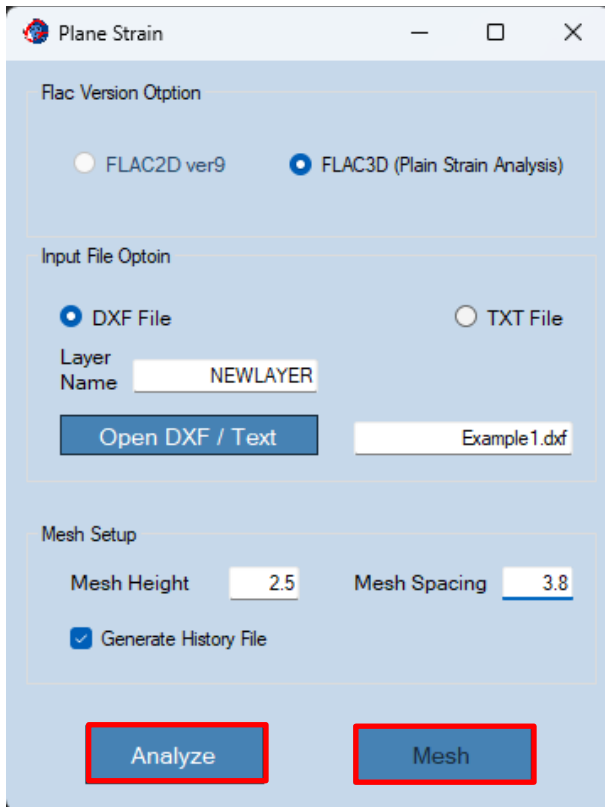 Plane Strain
Flac Version Otption
FLAC2D ver9 FLAC3D (Plain Strain Analysis)
Input File Optoin
DXF File TXT File
Layer
Name NEWLAYER
Open DXF / Text Example1.dxf
Mesh Setup
Mesh Height 2.5 Mesh Spacing 3.8
Generate History File
Analyze Mesh